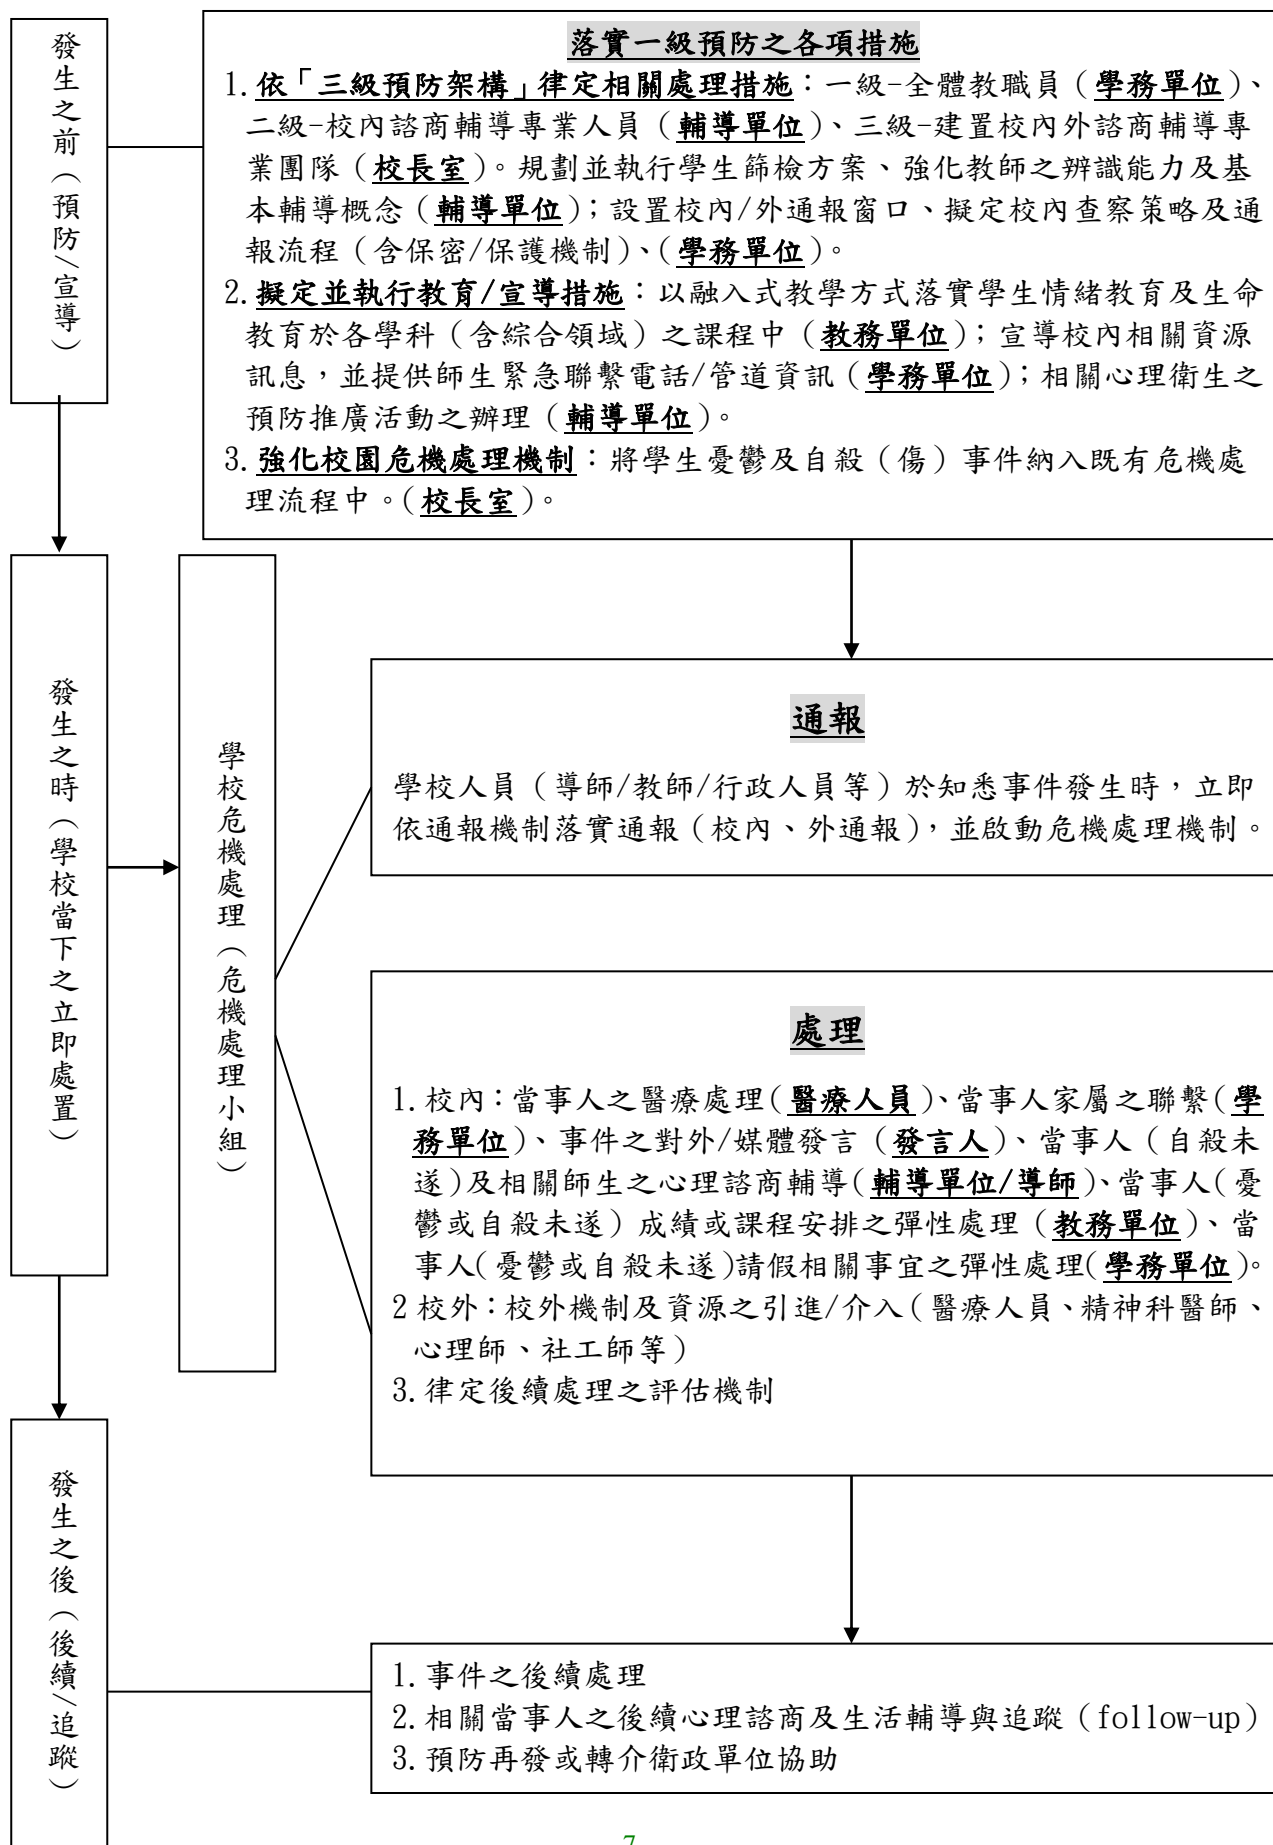 發生之前（預防/宣導）
落實一級預防之各項措施
1.依「三級預防架構」律定相關處理措施：一級-全體教職員（學務單位）、
二級-校內諮商輔導專業人員（輔導單位）、三級-建置校內外諮商輔導專
業團隊（校長室）。規劃並執行學生篩檢方案、強化教師之辨識能力及基
本輔導概念（輔導單位）；設置校內/外通報窗口、擬定校內查察策略及通
報流程（含保密/保護機制）、（學務單位）。
2.擬定並執行教育/宣導措施：以融入式教學方式落實學生情緒教育及生命
教育於各學科（含綜合領域）之課程中（教務單位）；宣導校內相關資源
訊息，並提供師生緊急聯繫電話/管道資訊（學務單位）；相關心理衛生之
預防推廣活動之辦理（輔導單位）。
3.強化校園危機處理機制：將學生憂鬱及自殺（傷）事件納入既有危機處
理流程中。（校長室）。
發生之時（學校當下之立即處置）
學校危機處理（危機處理小組）
通報
學校人員（導師/教師/行政人員等）於知悉事件發生時，立即
依通報機制落實通報（校內、外通報），並啟動危機處理機制。
處理
1.校內：當事人之醫療處理（醫療人員）、當事人家屬之聯繫（學
務單位）、事件之對外/媒體發言（發言人）、當事人（自殺未
遂）及相關師生之心理諮商輔導（輔導單位/導師）、當事人（憂
鬱或自殺未遂）成績或課程安排之彈性處理（教務單位）、當
事人（憂鬱或自殺未遂）請假相關事宜之彈性處理（學務單位）。
2 校外：校外機制及資源之引進/介入（醫療人員、精神科醫師、
心理師、社工師等）
3.律定後續處理之評估機制
發生之後（後續/追蹤）
1.事件之後續處理
2.相關當事人之後續心理諮商及生活輔導與追蹤（follow-up）
3.預防再發或轉介衛政單位協助
7